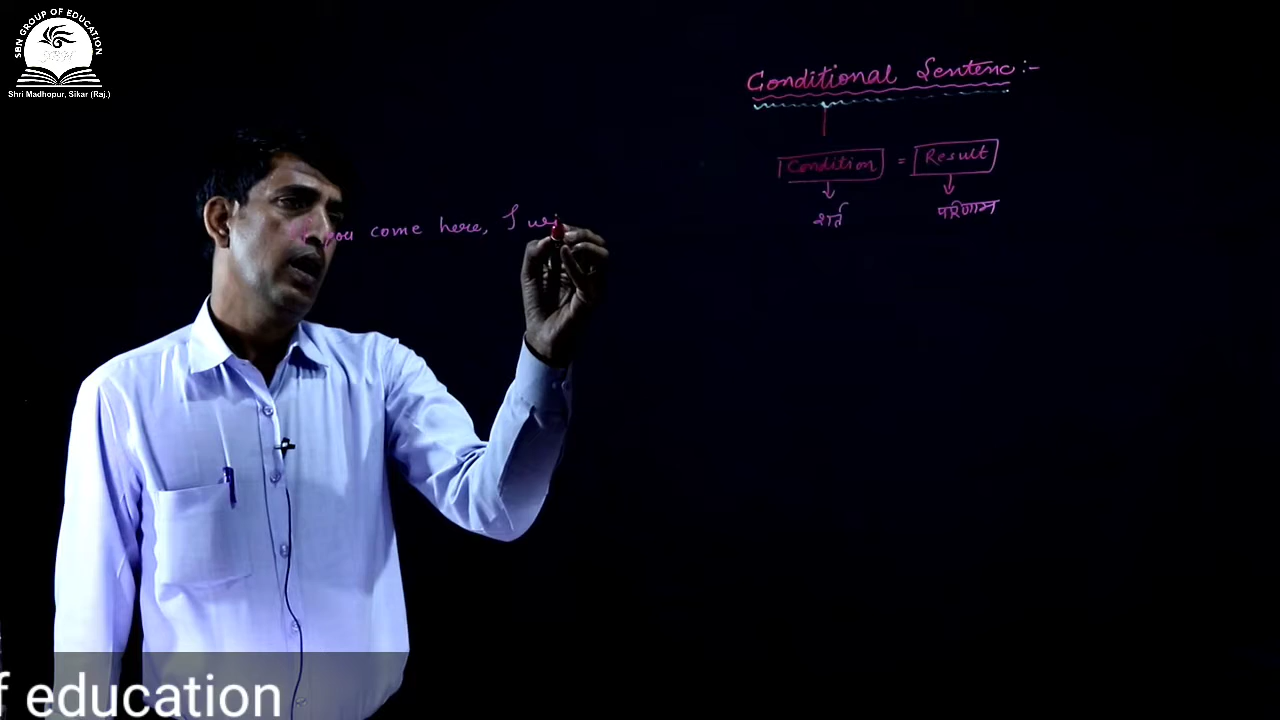 SBN GROUP OF EDUCATION
Shri Madhopur, Sikar (Raj.)
Conditional Sentenc :-
Condition = Result
शर्त परिणाम
you come here, I wi
f education